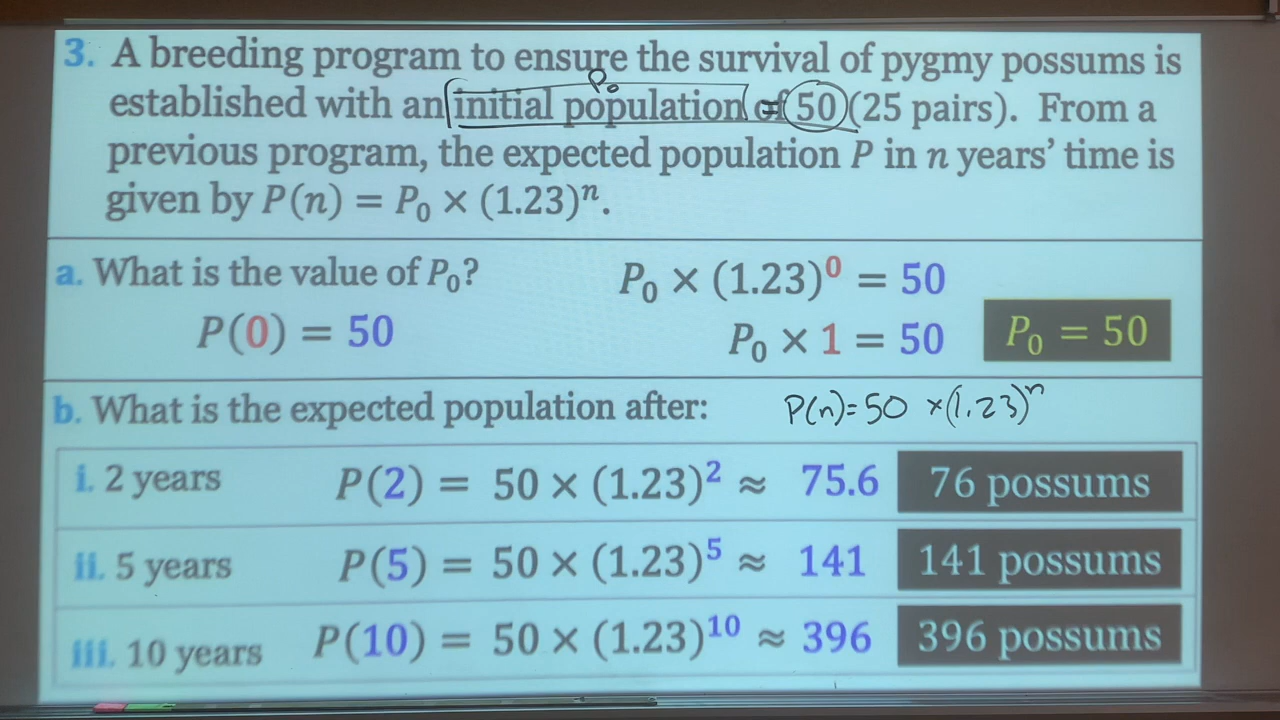 3. A breeding program to ensure the survival of pygmy possums is
P₀
established with an initial population of = 50 (25 pairs). From a
previous program, the expected population P in n years' time is
given by P(n) = P₀ × (1.23)ⁿ.
a. What is the value of P₀?
P(0) = 50
P₀ × (1.23)⁰ = 50
P₀ × 1 = 50
P₀ = 50
b. What is the expected population after:
P(n)=50 ×(1.23)ⁿ
i. 2 years P(2) = 50 × (1.23)² ≈ 75.6 76 possums
ii. 5 years P(5) = 50 × (1.23)⁵ ≈ 141 141 possums
iii. 10 years P(10) = 50 × (1.23)¹⁰ ≈ 396 396 possums